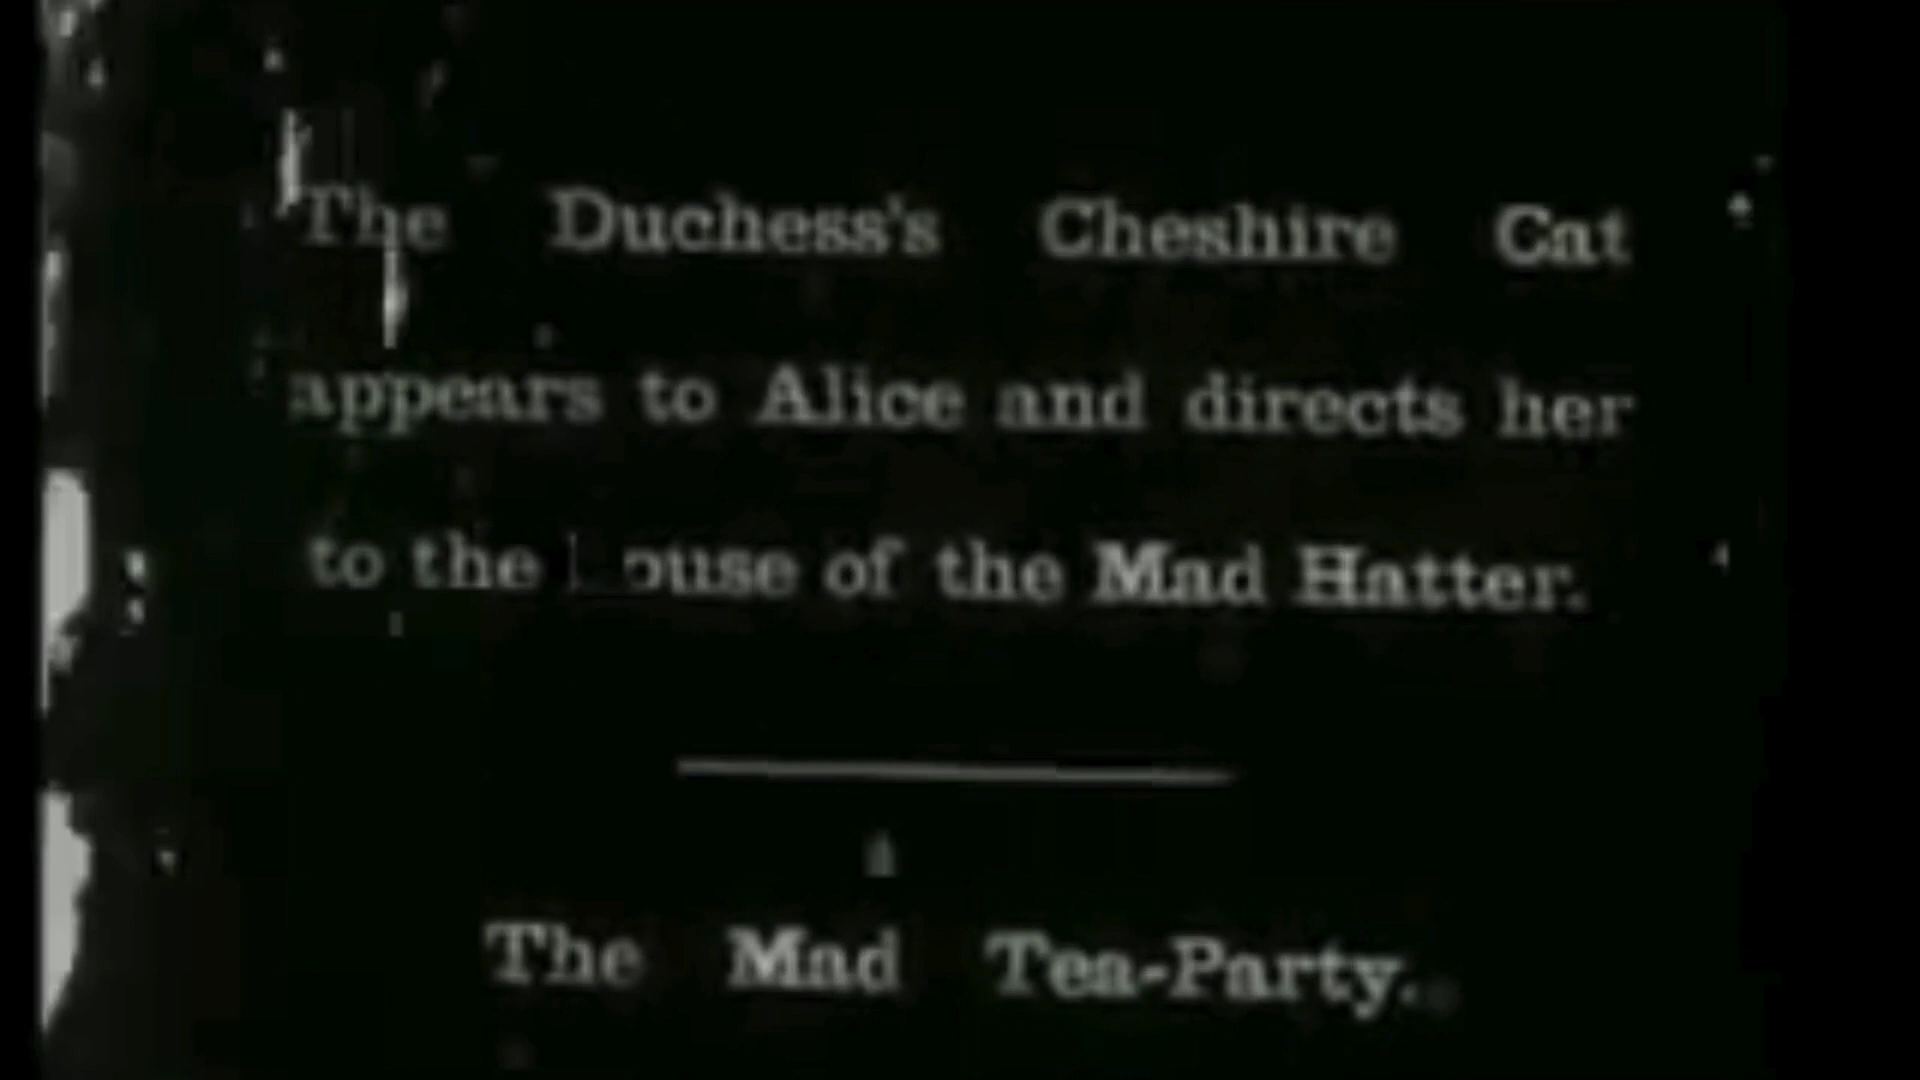 The Duchess's Cheshire Cat
appears to Alice and directs her
to the house of the Mad Hatter.
The Mad Tea-Party.